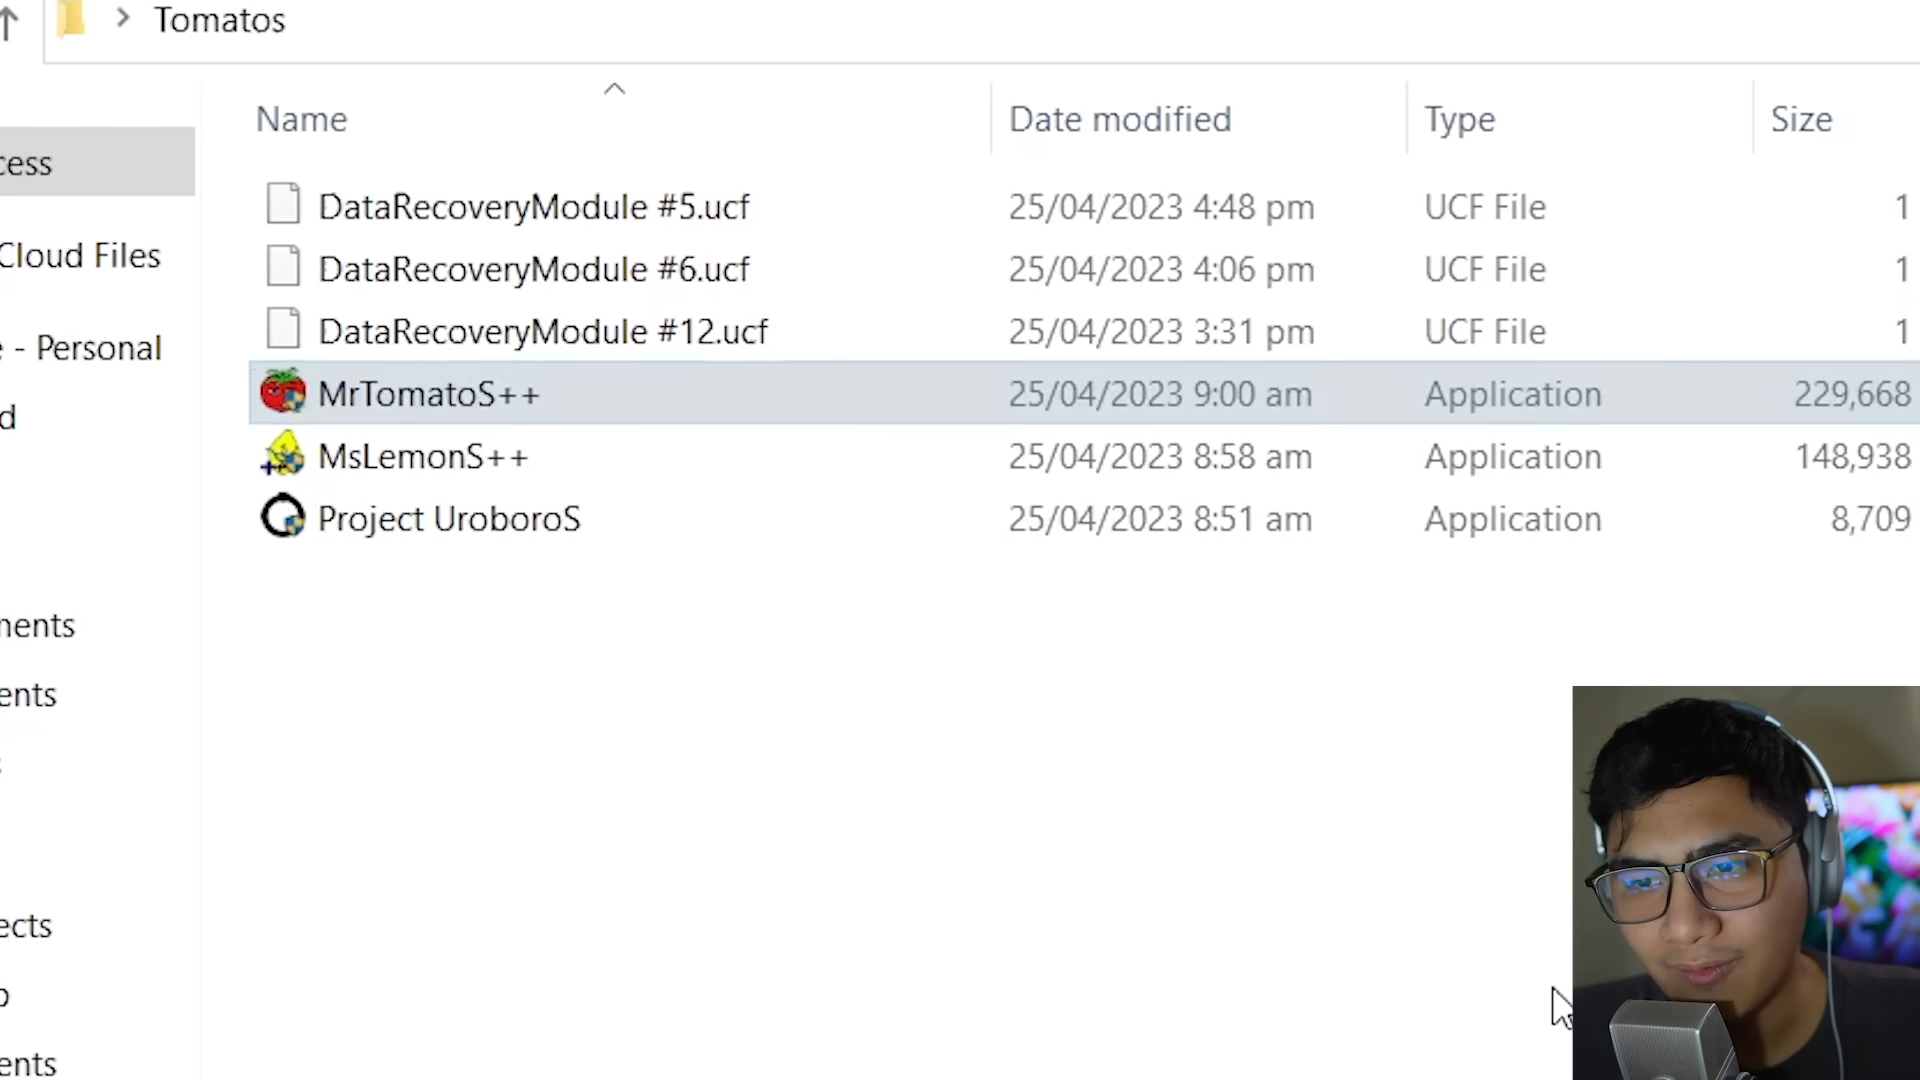 Tomatos
Name
Date modified
Type
Size
DataRecoveryModule #5.ucf
25/04/2023 4:48 pm
UCF File
1
DataRecoveryModule #6.ucf
25/04/2023 4:06 pm
UCF File
1
DataRecoveryModule #12.ucf
25/04/2023 3:31 pm
UCF File
1
MrTomatoS++
25/04/2023 9:00 am
Application
229,668
MsLemonS++
25/04/2023 8:58 am
Application
148,938
Project UroboroS
25/04/2023 8:51 am
Application
8,709
cess
Cloud Files
e - Personal
d
nents
ents
ects
ents